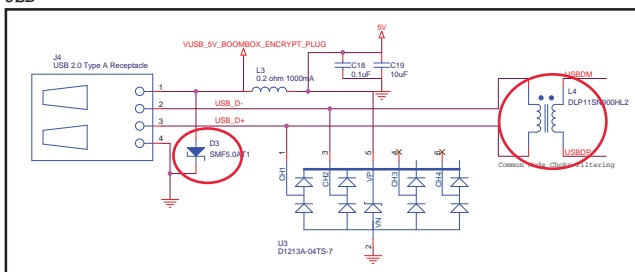 USB
5V
VUSB_5V_BOOMBOX_ENCRYPT_PLUG
J4
USB 2.0 Type A Receptacle
L3
0.2 ohm 1000mA
C18
0.1uF
C19
10uF
USBDM
L4
DLP11SN900HL2
1
2
3
4
USB_D-
USB_D+
D3
SMF5.0AT1
1
3
5
4
6
CH1
CH2
VP
CH3
CH4
USBDP
Common Mode Choke Filtering
VN
2
U3
D1213A-04TS-7